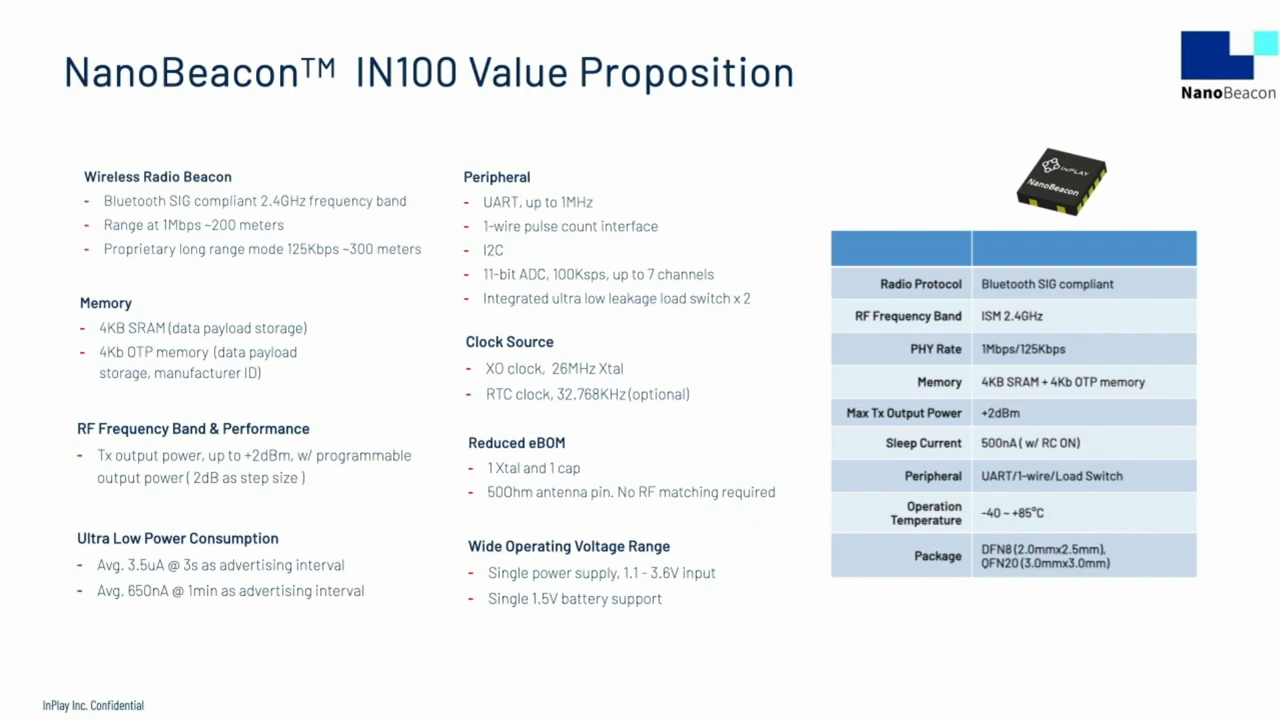 NanoBeacon™ IN100 Value Proposition
NanoBeacon
Wireless Radio Beacon
- Bluetooth SIG compliant 2.4GHz frequency band
- Range at 1Mbps ~200 meters
- Proprietary long range mode 125Kbps ~300 meters
Memory
- 4KB SRAM (data payload storage)
- 4Kb OTP memory (data payload
storage, manufacturer ID)
RF Frequency Band & Performance
- Tx output power, up to +2dBm, w/ programmable
output power ( 2dB as step size )
Ultra Low Power Consumption
- Avg. 3.5uA @ 3s as advertising interval
- Avg. 650nA @ 1min as advertising interval
Peripheral
- UART, up to 1MHz
- 1-wire pulse count interface
- I2C
- 11-bit ADC, 100Ksps, up to 7 channels
- Integrated ultra low leakage load switch x 2
Clock Source
- XO clock, 26MHz Xtal
- RTC clock, 32.768KHz (optional)
Reduced eBOM
- 1 Xtal and 1 cap
- 50Ohm antenna pin. No RF matching required
Wide Operating Voltage Range
- Single power supply, 1.1 - 3.6V input
- Single 1.5V battery support
INPLAY
NanoBeacon
Radio Protocol Bluetooth SIG compliant
RF Frequency Band ISM 2.4GHz
PHY Rate 1Mbps/125Kbps
Memory 4KB SRAM + 4Kb OTP memory
Max Tx Output Power +2dBm
Sleep Current 500nA ( w/ RC ON)
Peripheral UART/1-wire/Load Switch
Operation
Temperature -40 ~ +85°C
Package DFN8 (2.0mmx2.5mm),
QFN20 (3.0mmx3.0mm)
InPlay Inc. Confidential